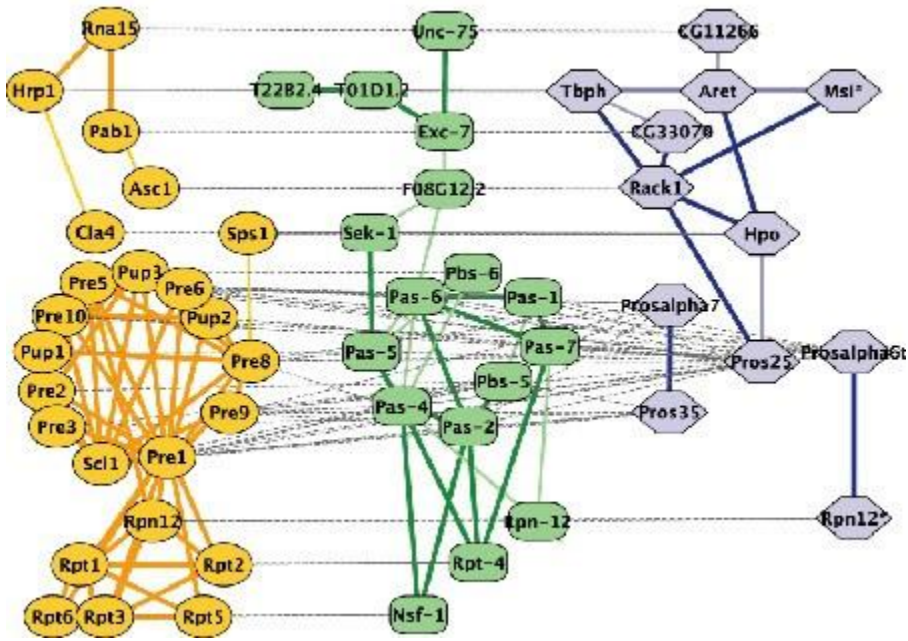 Rna15
Unc-75
CG11266
Hrp1
T22B2.4
T01D1.2
Tbph
Aret
Msi*
Pab1
Exc-7
CG33070
Asc1
F08G12.2
Rack1
Cla4
Sps1
Sek-1
Hpo
Pup3
Pbs-6
Pre5
Pre6
Pas-6
Pas-1
Prosalpha7
Pre10
Pup2
Pup1
Pre8
Pas-5
Pas-7
Pros25
Prosalpha6t
Pre2
Pbs-5
Pre3
Pre9
Pas-4
Pas-2
Pros35
Scl1
Pre1
Rpn12
Rpn-12
Rpn12*
Rpt1
Rpt2
Rpt-4
Rpt6
Rpt3
Rpt5
Nsf-1